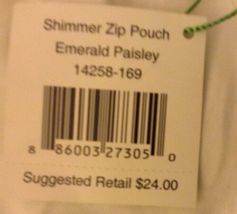 Shimmer Zip Pouch
Emerald Paisley
14258-169
8 86003 27305 0
Suggested Retail $24.00